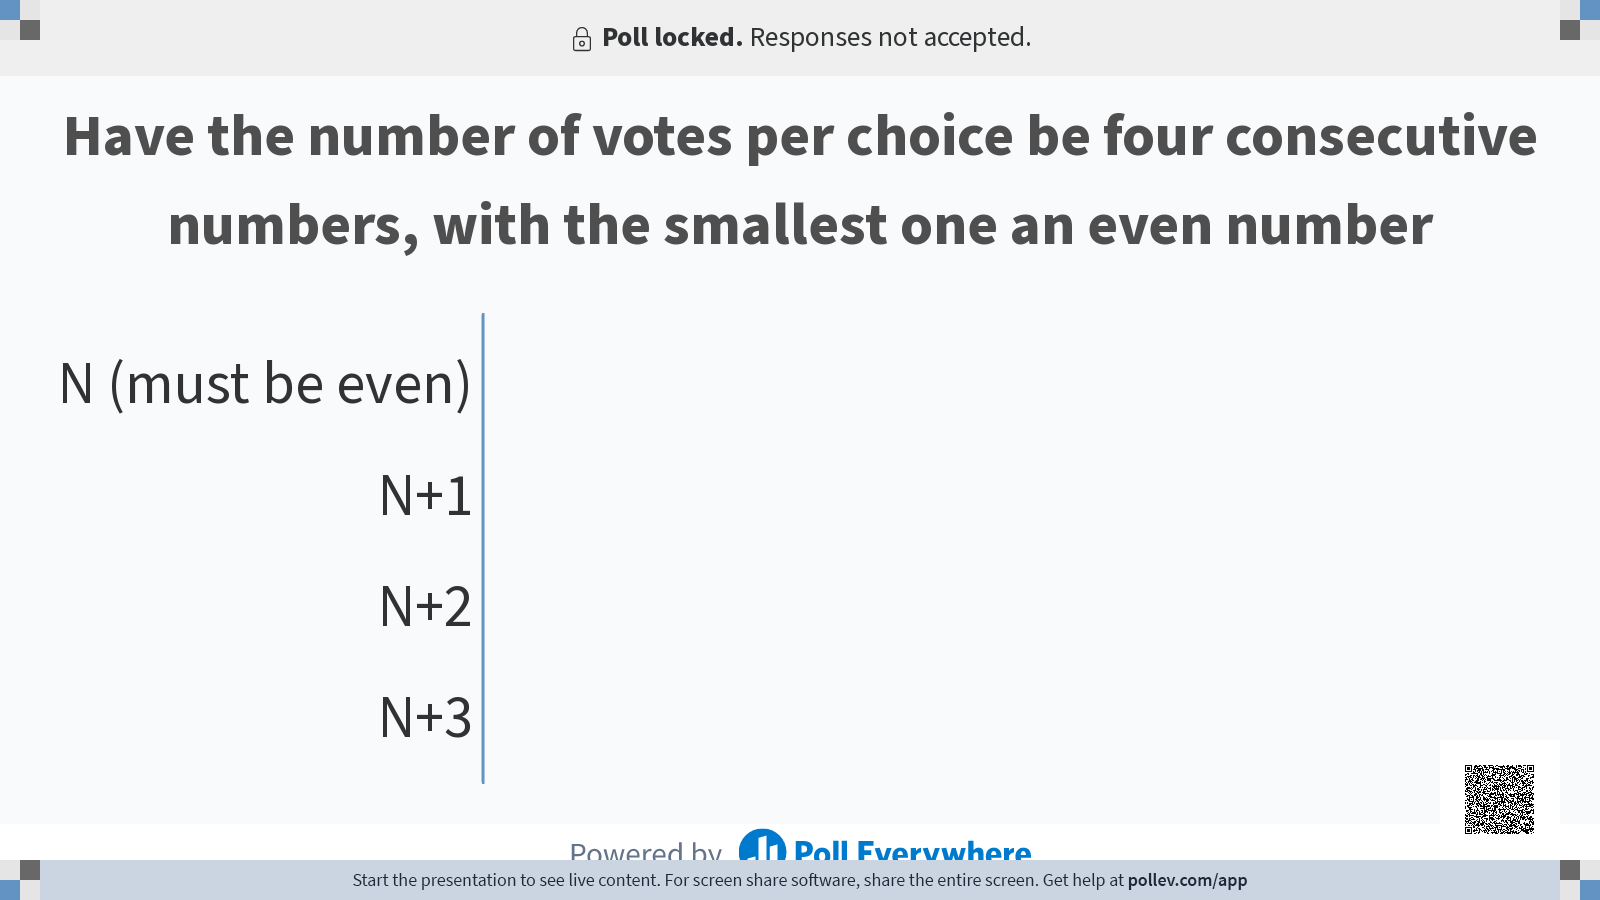 Poll locked. Responses not accepted.
Have the number of votes per choice be four consecutive
numbers, with the smallest one an even number
N (must be even)
N+1
N+2
N+3
Powered by Poll Everywhere
Start the presentation to see live content. For screen share software, share the entire screen. Get help at pollev.com/app